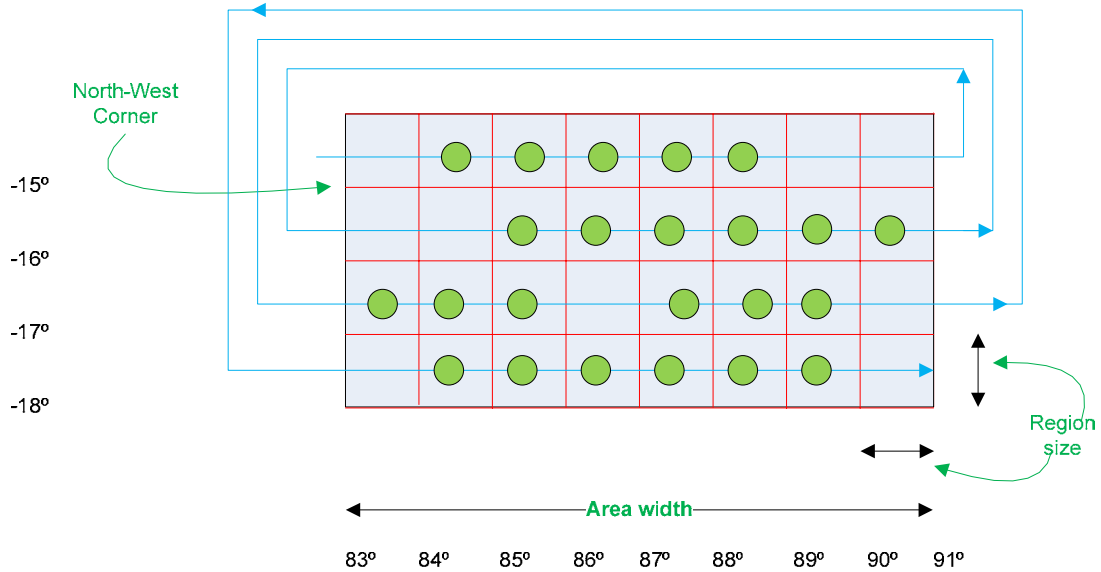 North-West
Corner
-15º
-16º
-17º
-18º
Region
size
Area width
83º 84º 85º 86º 87º 88º 89º 90º 91º